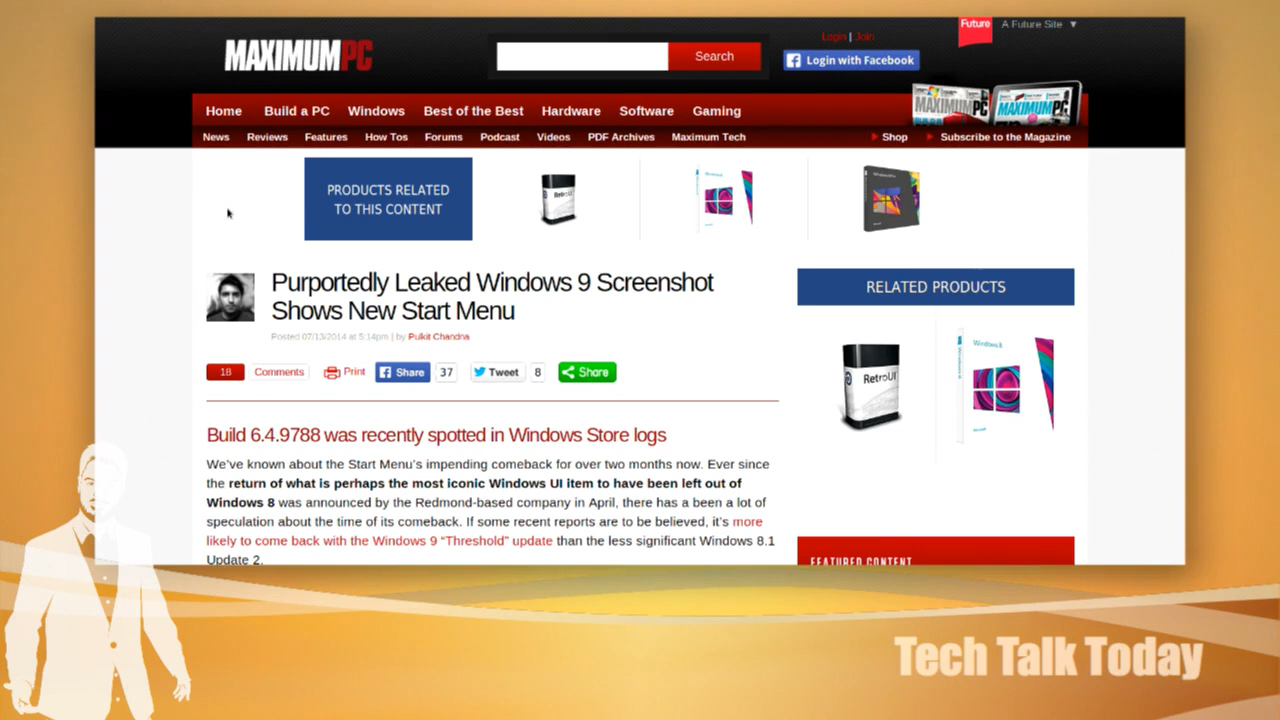 Future
A Future Site ▼
MAXIMUMPC
Search
Login | Join
Login with Facebook
MAXIMUMPC
MAXIMUMPC
Home Build a PC Windows Best of the Best Hardware Software Gaming
News Reviews Features How Tos Forums Podcast Videos PDF Archives Maximum Tech Shop Subscribe to the Magazine
PRODUCTS RELATED
TO THIS CONTENT
RetroUI
Purportedly Leaked Windows 9 Screenshot
Shows New Start Menu
Posted 07/13/2014 at 5:14pm | by Pulkit Chandna
18 Comments Print Share 37 Tweet 8 Share
RELATED PRODUCTS
RetroUI
Windows 8
Build 6.4.9788 was recently spotted in Windows Store logs
We've known about the Start Menu's impending comeback for over two months now. Ever since
the return of what is perhaps the most iconic Windows UI item to have been left out of
Windows 8 was announced by the Redmond-based company in April, there has a been a lot of
speculation about the time of its comeback. If some recent reports are to be believed, it's more
likely to come back with the Windows 9 “Threshold” update than the less significant Windows 8.1
Update 2.
FEATURED CONTENT
Tech Talk Today